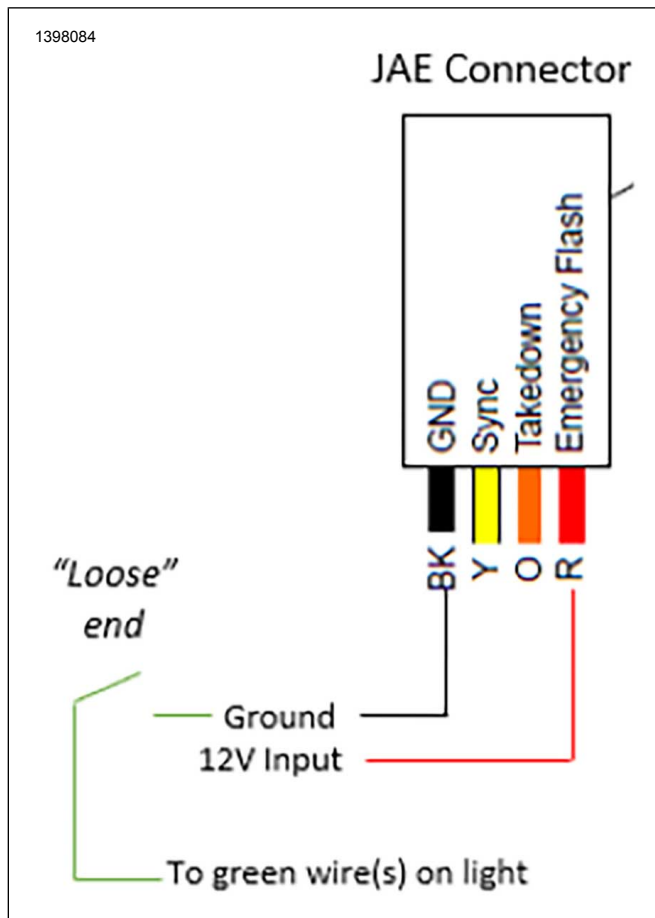 1398084
JAE Connector
GND
Sync
Takedown
Emergency Flash
BK
Y
O
R
“Loose”
end
Ground
12V Input
To green wire(s) on light